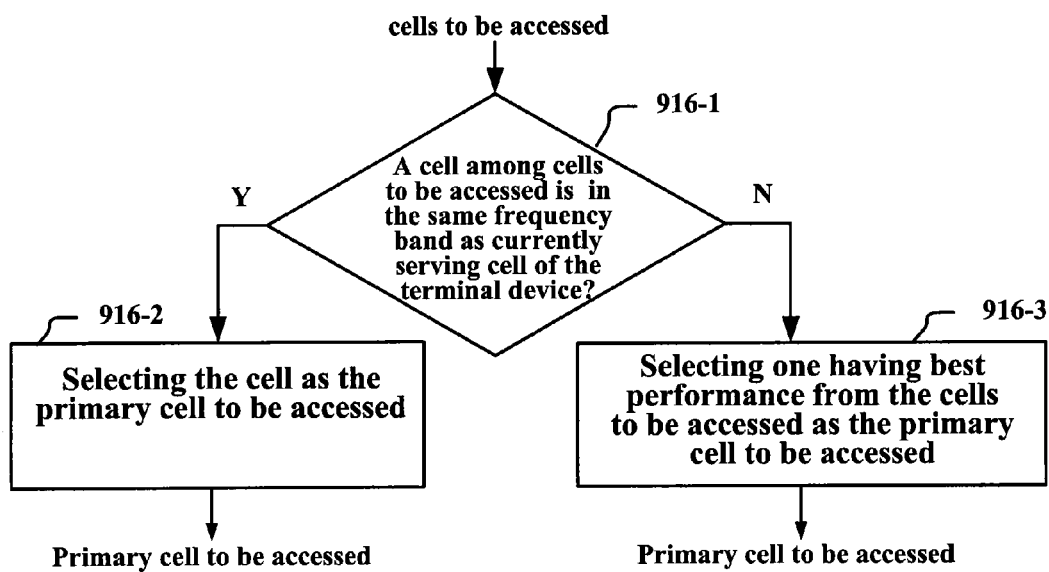 cells to be accessed
916-1
A cell among cells
to be accessed is in
the same frequency
band as currently
serving cell of the
terminal device?
Y
N
916-2
Selecting the cell as the
primary cell to be accessed
916-3
Selecting one having best
performance from the cells
to be accessed as the primary
cell to be accessed
Primary cell to be accessed
Primary cell to be accessed